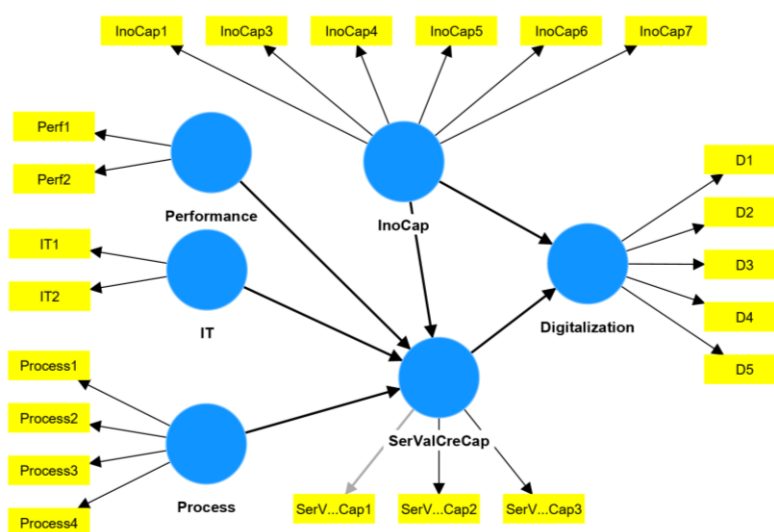 InoCap1
InoCap3
InoCap4
InoCap5
InoCap6
InoCap7
Perf1
Perf2
Performance
InoCap
D1
D2
D3
D4
D5
IT1
IT2
IT
Digitalization
Process1
Process2
Process3
Process4
Process
SerValCreCap
SerV...Cap1
SerV...Cap2
SerV...Cap3